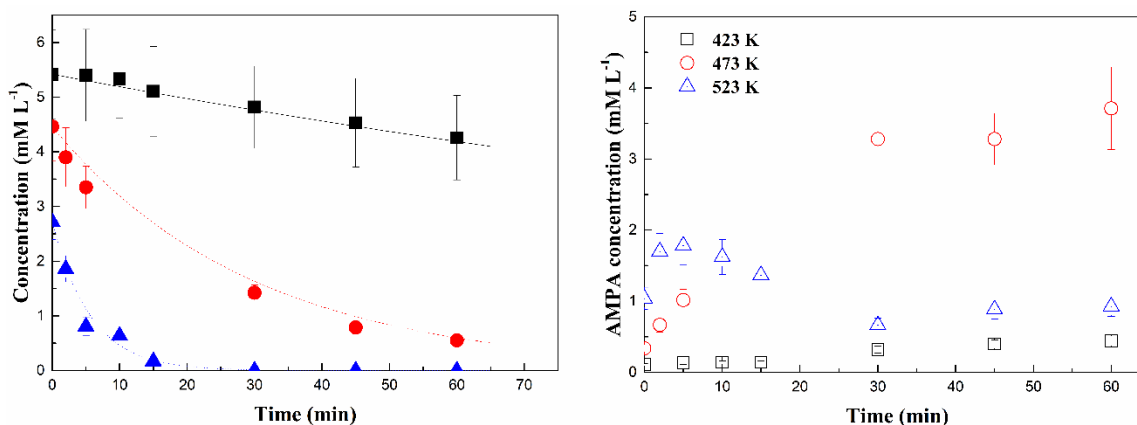 Concentration (mM L⁻¹)
6
5
4
3
2
1
0
0 10 20 30 40 50 60 70
Time (min)
AMPA concentration (mM L⁻¹)
5
4
3
2
1
0
423 K
473 K
523 K
0 10 20 30 40 50 60
Time (min)